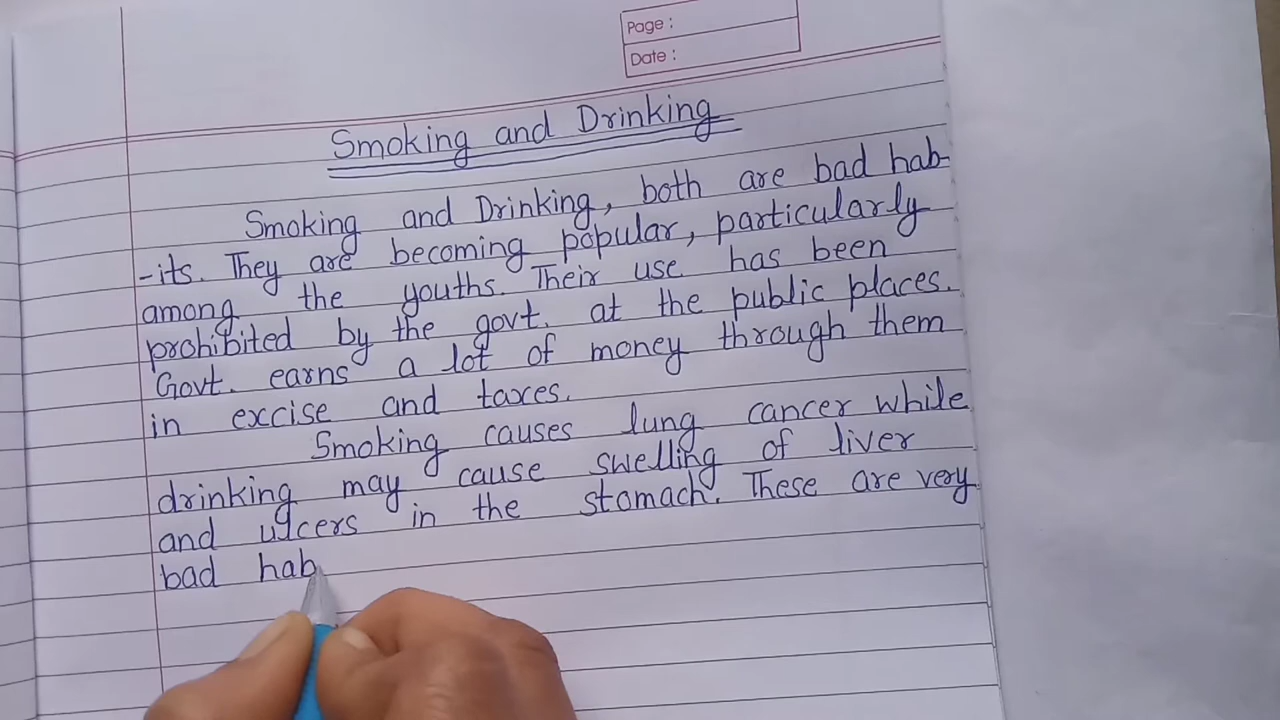 Page :
Date :
Smoking and Drinking
Smoking and Drinking, both are bad hab-
-its. They are becoming popular, particularly
among the youths. Their use has been
prohibited by the govt. at the public places.
Govt. earns a lot of money through them
in excise and taxes.
Smoking causes lung cancer while
drinking may cause swelling of liver
and ulcers in the stomach. These are very
bad hab